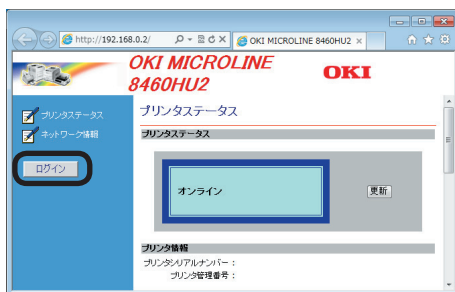 http://192.168.0.2/
OKI MICROLINE 8460HU2
OKI MICROLINE
8460HU2
OKI
プリンタステータス
ネットワーク情報
ログイン
プリンタステータス
プリンタステータス
オンライン
更新
プリンタ情報
プリンタシリアルナンバー：
プリンタ管理番号：